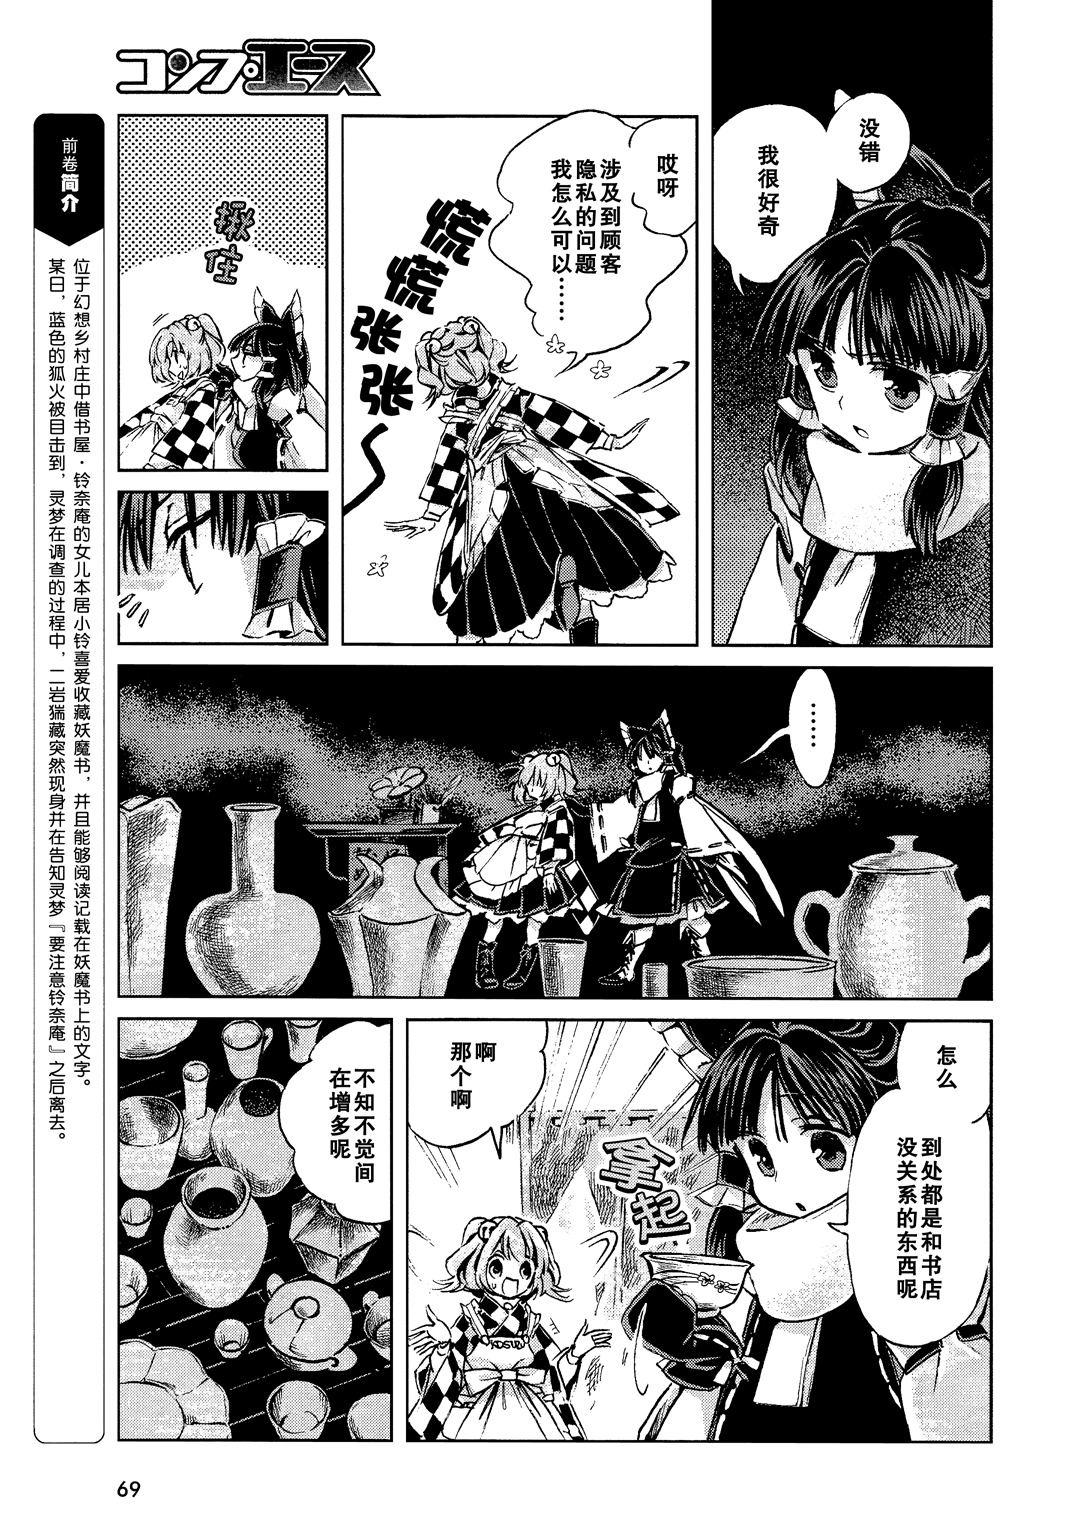 コンプエース
没错
我很好奇
哎呀
涉及到顾客
隐私的问题
我怎么可以……
慌慌张张
揪住
……
怎么
到处都是和书店
没关系的东西呢
拿起
啊
那个啊
KOSUZU
不知不觉间
在增多呢
前卷简介
位于幻想乡村庄中借书屋·铃奈庵的女儿本居小铃喜爱收藏妖魔书，并且能够阅读记载在妖魔书上的文字。
某日，蓝色的狐火被目击到，灵梦在调查的过程中，二岩猯藏突然现身并在告知灵梦『要注意铃奈庵』之后离去。
69